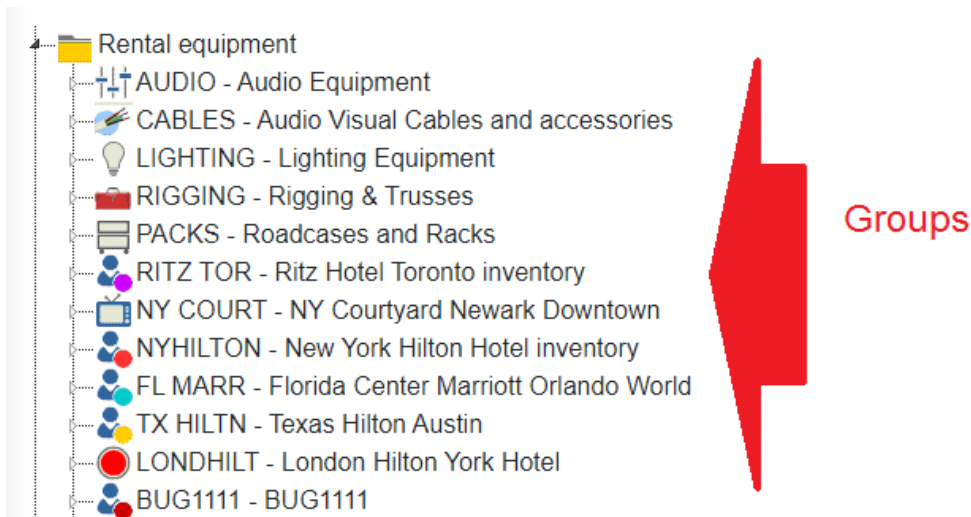 Rental equipment
AUDIO - Audio Equipment
CABLES - Audio Visual Cables and accessories
LIGHTING - Lighting Equipment
RIGGING - Rigging & Trusses
PACKS - Roadcases and Racks
RITZ TOR - Ritz Hotel Toronto inventory
NY COURT - NY Courtyard Newark Downtown
NYHILTON - New York Hilton Hotel inventory
FL MARR - Florida Center Marriott Orlando World
TX HILTN - Texas Hilton Austin
LONDHILT - London Hilton York Hotel
BUG1111 - BUG1111
Groups